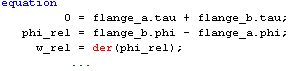 equation
0 = flange_a.tau + flange_b.tau;
phi_rel = flange_b.phi - flange_a.phi;
w_rel = der(phi_rel);
...